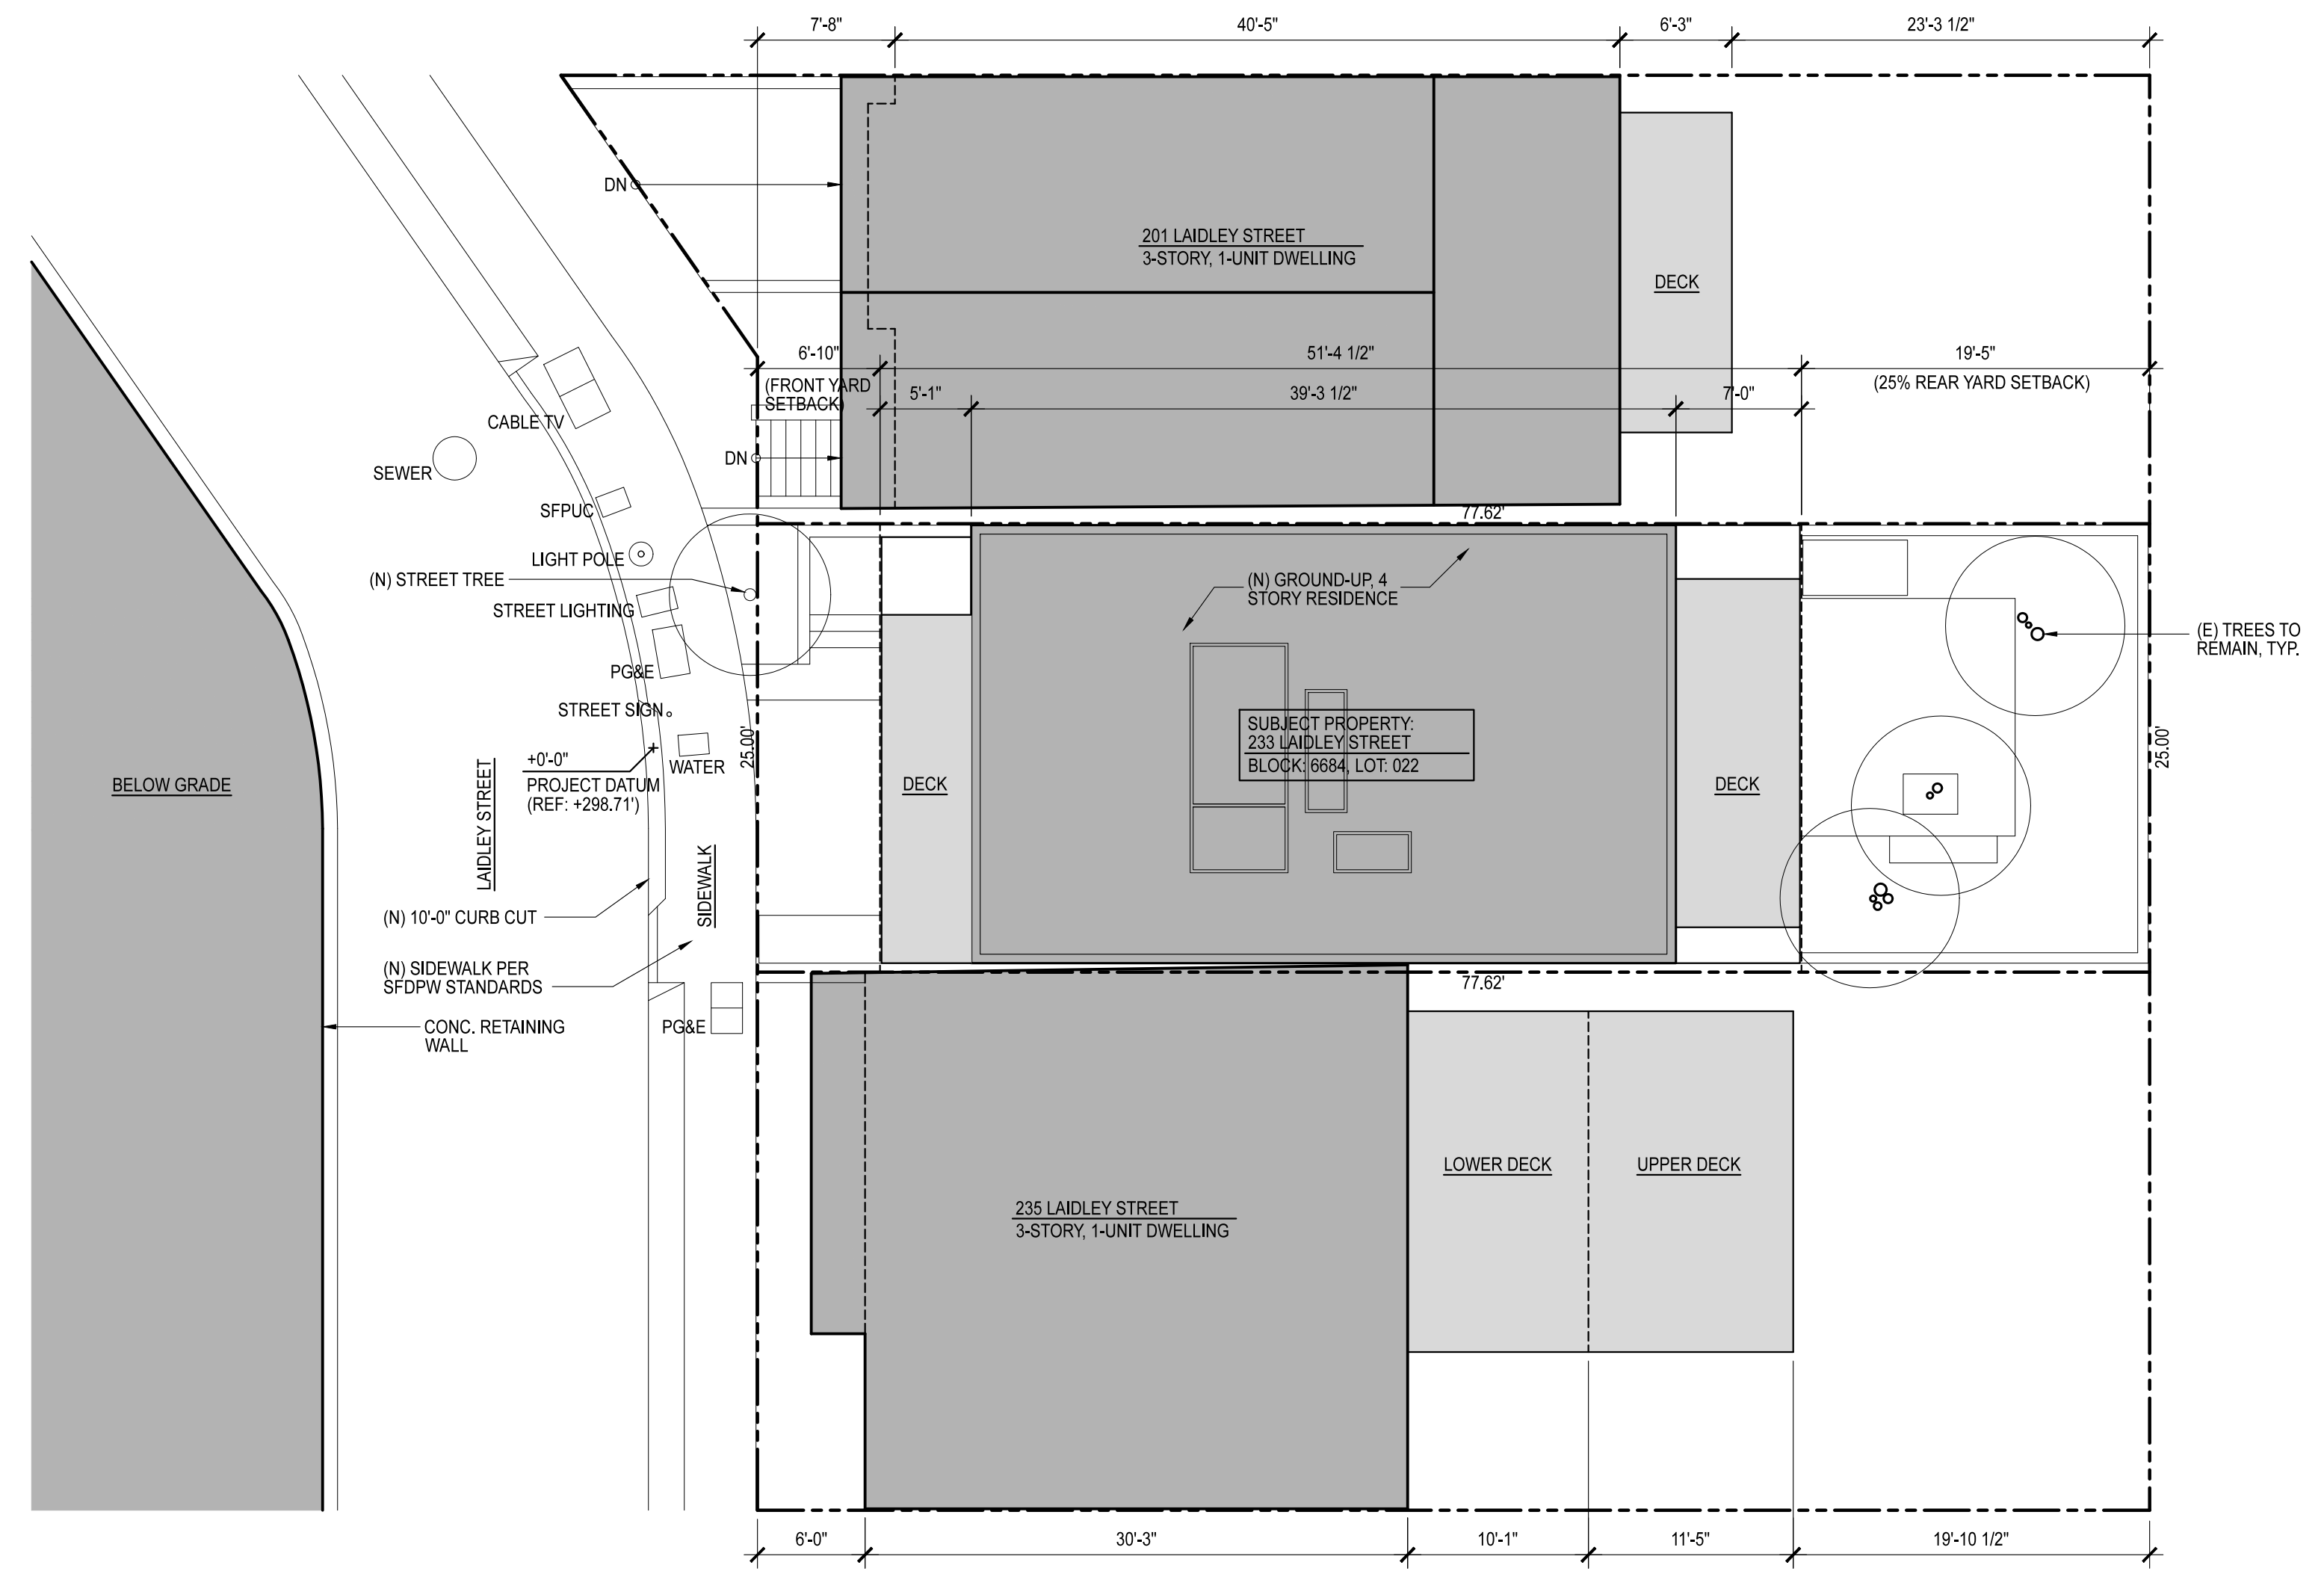 7'-8"
40'-5"
6'-3"
23'-3 1/2"
DN
201 LAIDLEY STREET
3-STORY, 1-UNIT DWELLING
DECK
6'-10"
51'-4 1/2"
19'-5"
(FRONT YARD
SETBACK)
(25% REAR YARD SETBACK)
5'-1"
39'-3 1/2"
7'-0"
CABLE TV
DN
SEWER
SFPUC
77.62'
LIGHT POLE
(N) STREET TREE
(N) GROUND-UP, 4
STORY RESIDENCE
STREET LIGHTING
(E) TREES TO
REMAIN, TYP.
PG&E
STREET SIGN
SUBJECT PROPERTY:
233 LAIDLEY STREET
BLOCK: 6684, LOT: 022
25.00'
25.00'
+0'-0"
PROJECT DATUM
(REF: +298.71')
WATER
BELOW GRADE
LAIDLEY STREET
DECK
DECK
SIDEWALK
(N) 10'-0" CURB CUT
(N) SIDEWALK PER
SFDPW STANDARDS
77.62'
CONC. RETAINING
WALL
PG&E
LOWER DECK
UPPER DECK
235 LAIDLEY STREET
3-STORY, 1-UNIT DWELLING
6'-0"
30'-3"
10'-1"
11'-5"
19'-10 1/2"